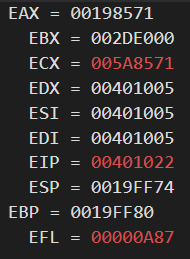 EAX = 00198571
EBX = 002DE000
ECX = 005A8571
EDX = 00401005
ESI = 00401005
EDI = 00401005
EIP = 00401022
ESP = 0019FF74
EBP = 0019FF80
EFL = 00000A87